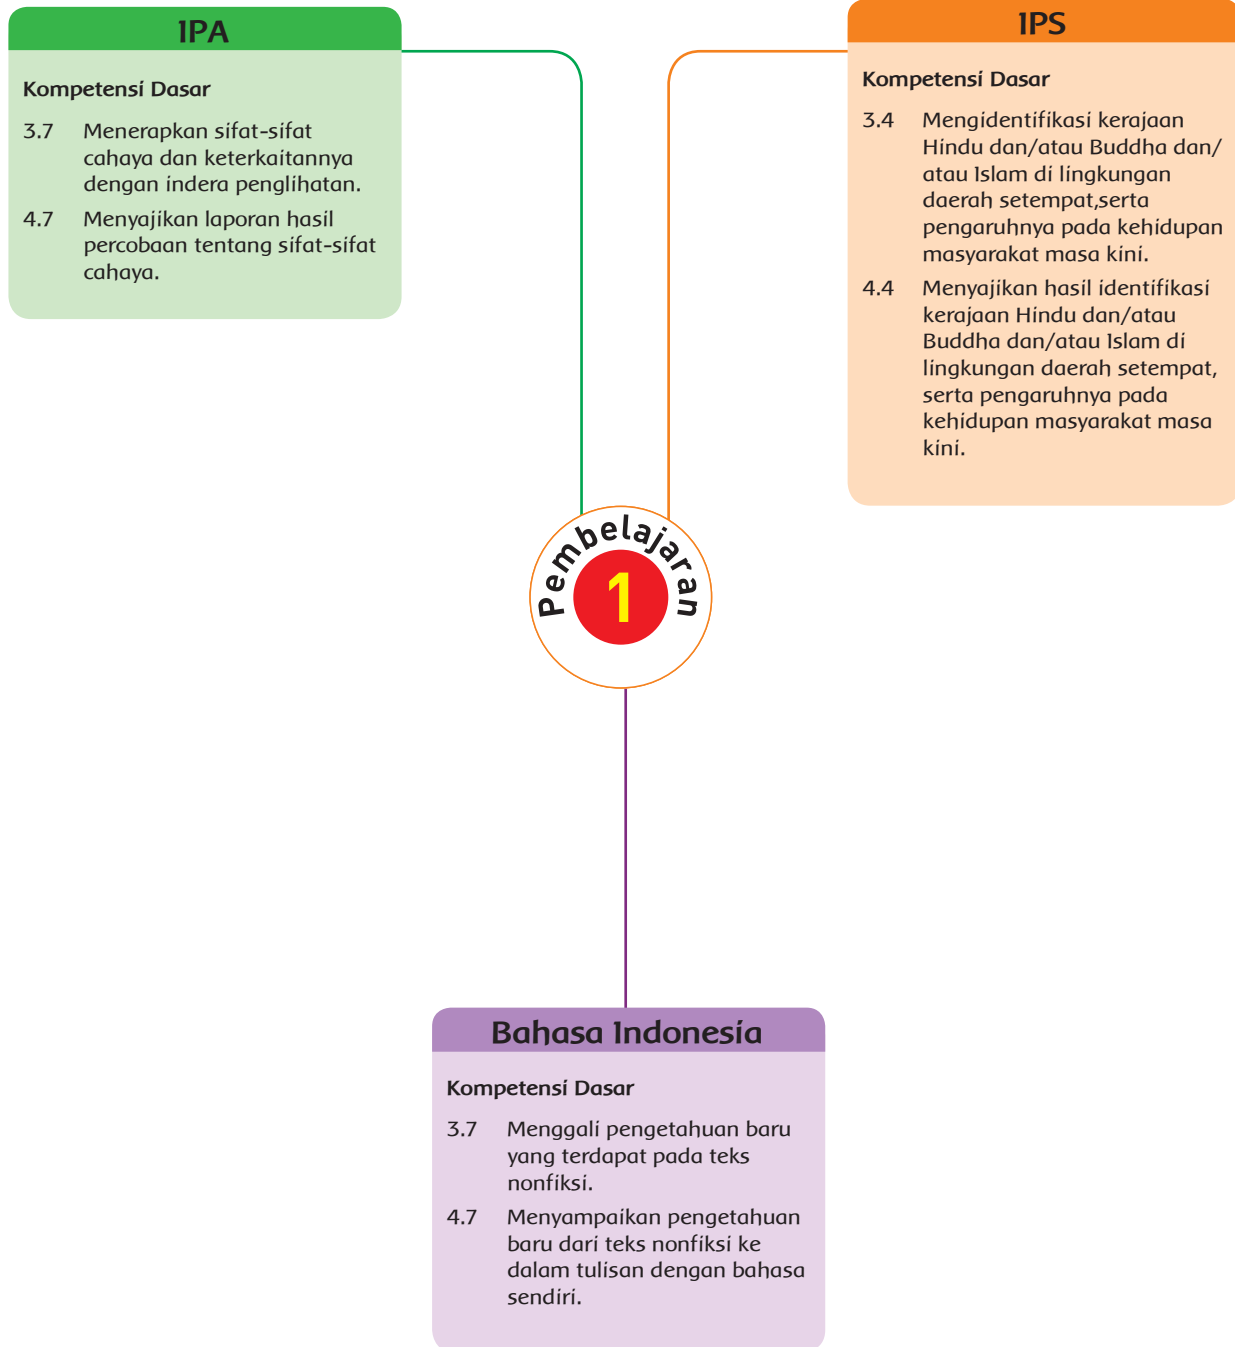 IPA
Kompetensi Dasar
3.7 Menerapkan sifat-sifat
cahaya dan keterkaitannya
dengan indera penglihatan.
4.7 Menyajikan laporan hasil
percobaan tentang sifat-sifat
cahaya.
IPS
Kompetensi Dasar
3.4 Mengidentifikasi kerajaan
Hindu dan/atau Buddha dan/
atau Islam di lingkungan
daerah setempat,serta
pengaruhnya pada kehidupan
masyarakat masa kini.
4.4 Menyajikan hasil identifikasi
kerajaan Hindu dan/atau
Buddha dan/atau Islam di
lingkungan daerah setempat,
serta pengaruhnya pada
kehidupan masyarakat masa
kini.
Pembelajaran
1
Bahasa Indonesia
Kompetensi Dasar
3.7 Menggali pengetahuan baru
yang terdapat pada teks
nonfiksi.
4.7 Menyampaikan pengetahuan
baru dari teks nonfiksi ke
dalam tulisan dengan bahasa
sendiri.